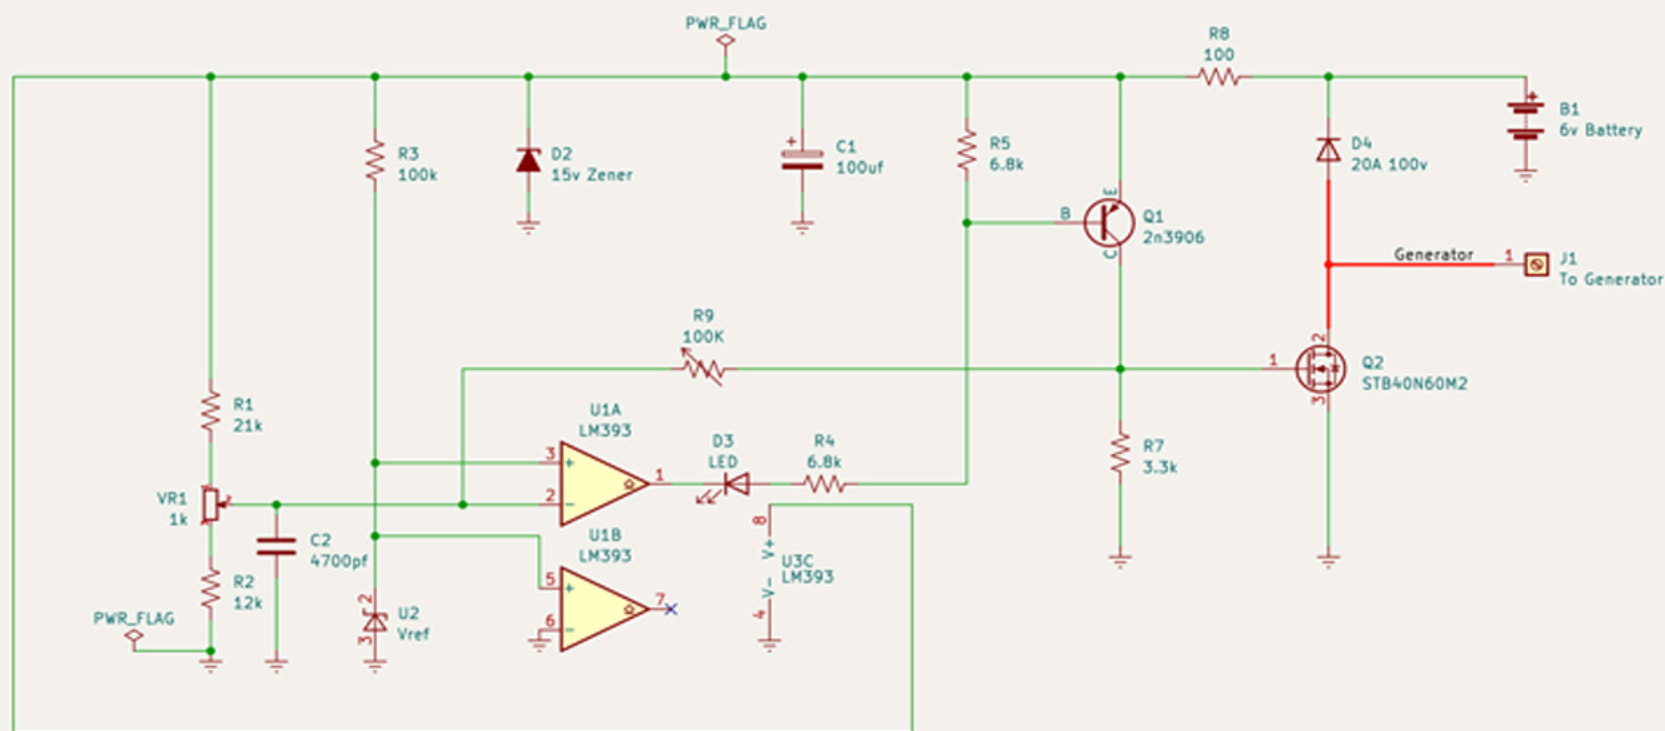 PWR_FLAG
R8
100
B1
6v Battery
D4
20A 100v
R3
100k
D2
15v Zener
C1
100uf
R5
6.8k
E
B
C
Q1
2n3906
Generator
1
J1
To Generator
R9
100K
1
2
3
Q2
STB40N60M2
R1
21k
U1A
LM393
3
2
1
D3
LED
R4
6.8k
R7
3.3k
VR1
1k
C2
4700pf
U1B
LM393
5
6
7
8
V+
V-
4
U3C
LM393
R2
12k
PWR_FLAG
2
3
U2
Vref